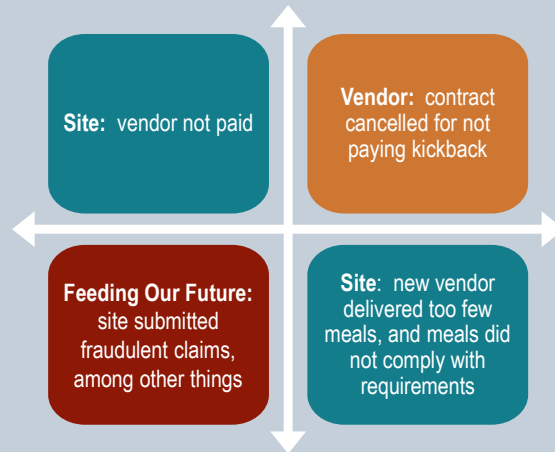 Site: vendor not paid
Vendor: contract
cancelled for not
paying kickback
Feeding Our Future:
site submitted
fraudulent claims,
among other things
Site: new vendor
delivered too few
meals, and meals did
not comply with
requirements